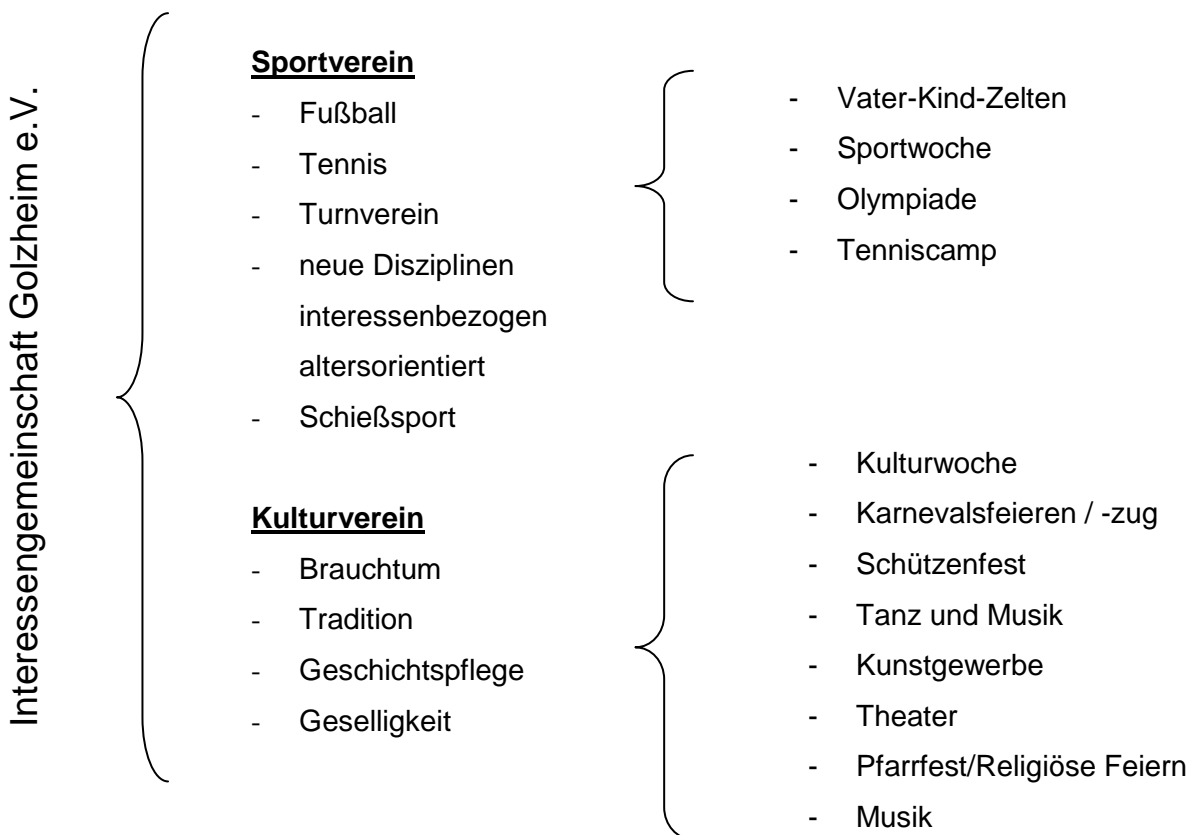 Interessengemeinschaft Golzheim e.V.
Sportverein
- Fußball
- Tennis
- Turnverein
- neue Disziplinen
interessenbezogen
altersorientiert
- Schießsport
- Vater-Kind-Zelten
- Sportwoche
- Olympiade
- Tenniscamp
Kulturverein
- Brauchtum
- Tradition
- Geschichtspflege
- Geselligkeit
- Kulturwoche
- Karnevalsfeieren / -zug
- Schützenfest
- Tanz und Musik
- Kunstgewerbe
- Theater
- Pfarrfest/Religiöse Feiern
- Musik